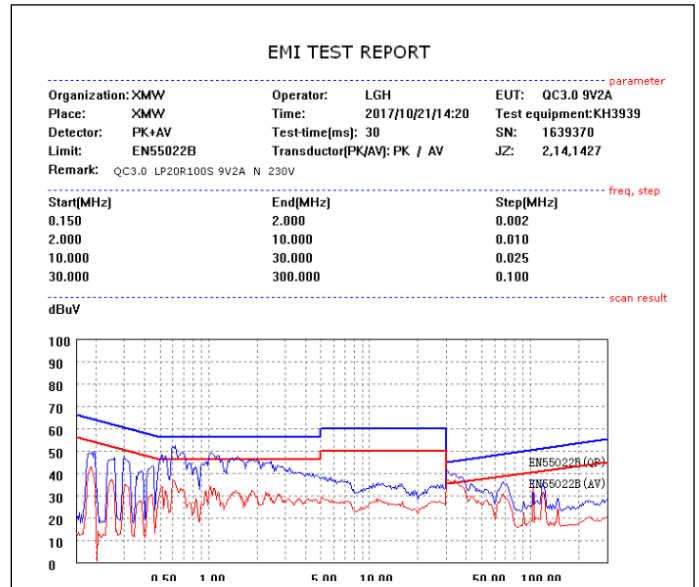 EMI TEST REPORT
parameter
Organization: XMW Operator: LGH EUT: QC3.0 9V2A
Place: XMW Time: 2017/10/21/14:20 Test equipment:KH3939
Detector: PK+AV Test-time(ms): 30 SN: 1639370
Limit: EN55022B Transductor(PK/AV): PK / AV JZ: 2,14,1427
Remark: QC3.0 LP20R100S 9V2A N 230V
freq, step
Start(MHz) End(MHz) Step(MHz)
0.150 2.000 0.002
2.000 10.000 0.010
10.000 30.000 0.025
30.000 300.000 0.100
scan result
dBuV
100
90
80
70
60
50
EN55022B(QP)
40
EN55022B(AV)
30
20
10
0
0.50 1.00 5.00 10.00 50.00 100.00